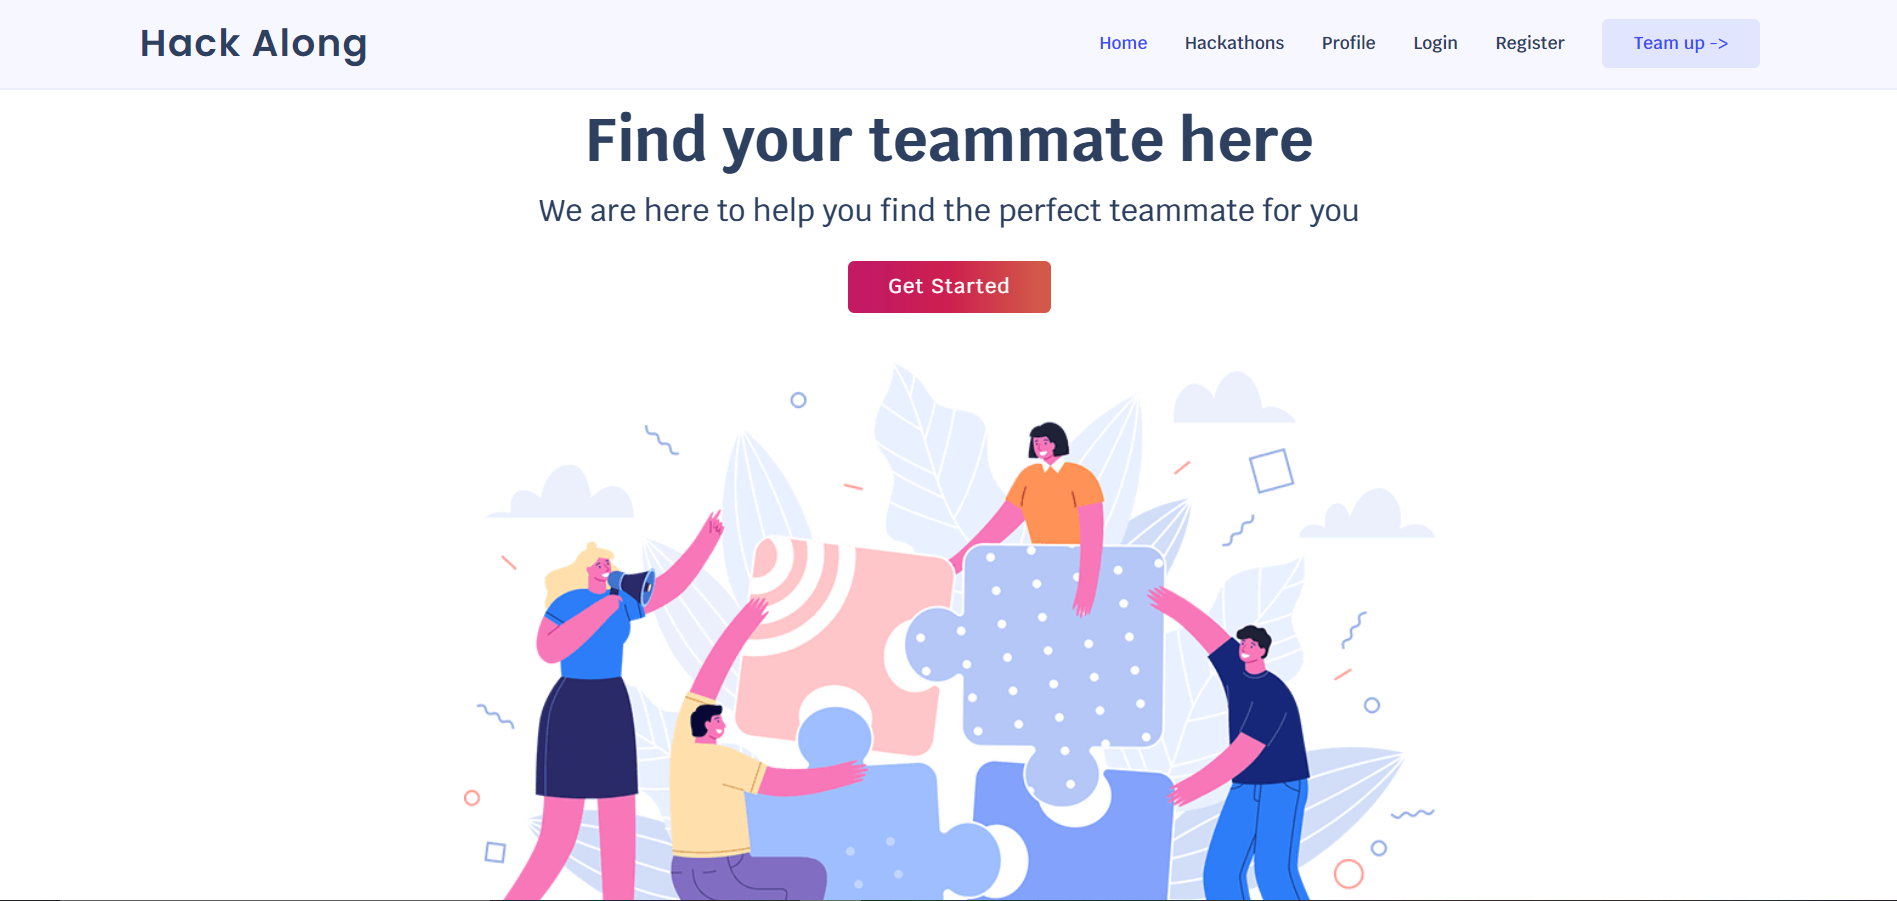 Hack Along
Home Hackathons Profile Login Register Team up ->
Find your teammate here
We are here to help you find the perfect teammate for you
Get Started